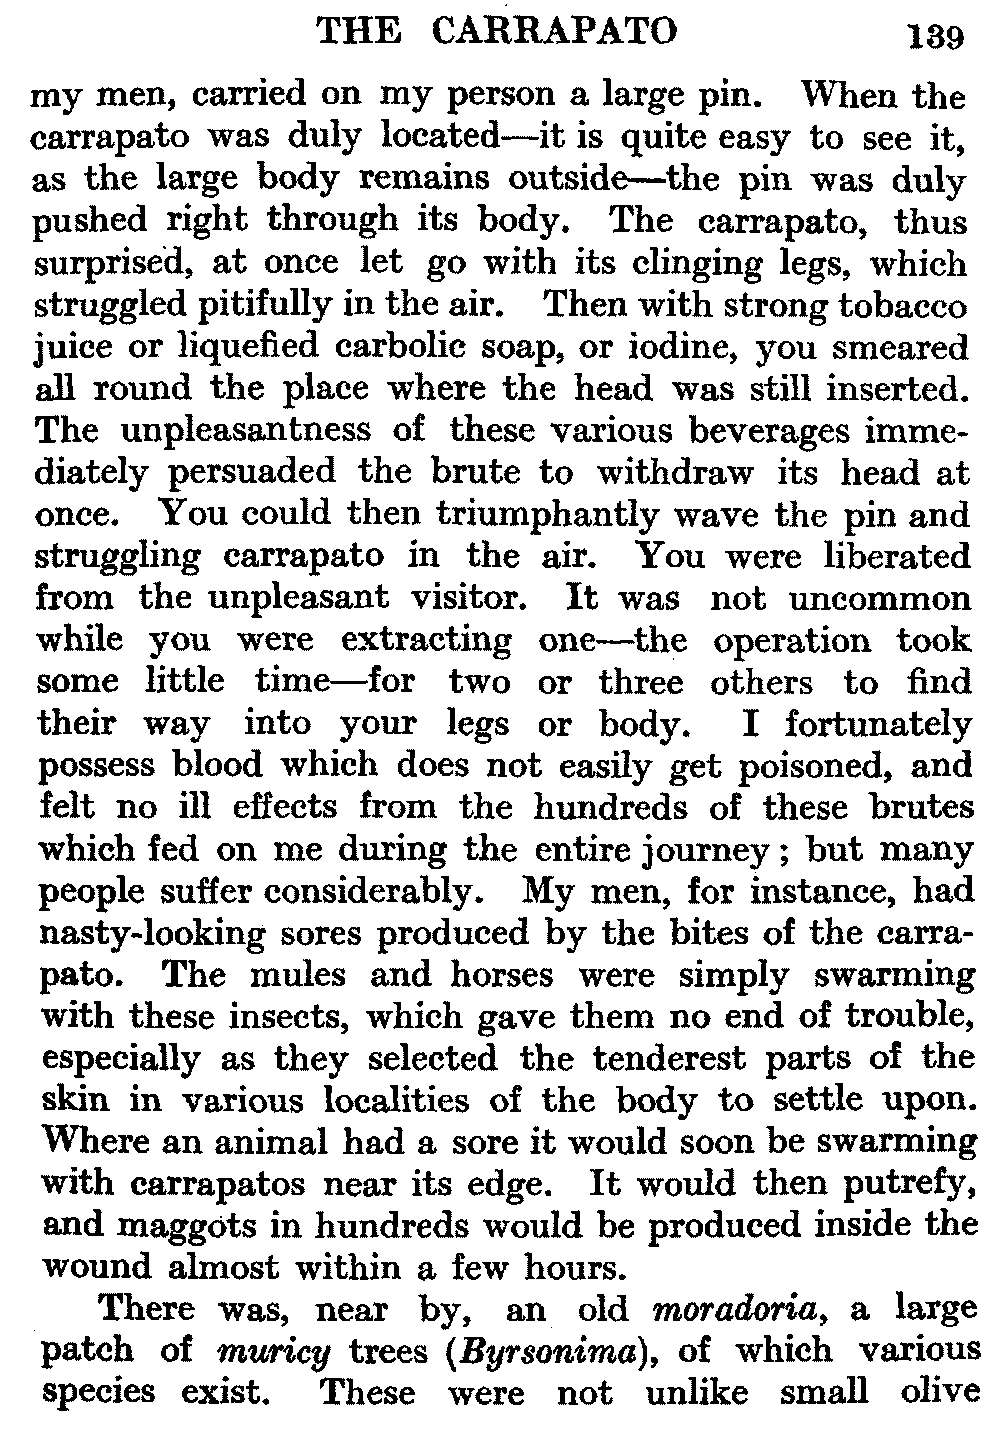 THE CARRAPATO 139
my men, carried on my person a large pin. When the
carrapato was duly located—it is quite easy to see it,
as the large body remains outside—the pin was duly
pushed right through its body. The carrapato, thus
surprised, at once let go with its clinging legs, which
struggled pitifully in the air. Then with strong tobacco
juice or liquefied carbolic soap, or iodine, you smeared
all round the place where the head was still inserted.
The unpleasantness of these various beverages imme-
diately persuaded the brute to withdraw its head at
once. You could then triumphantly wave the pin and
struggling carrapato in the air. You were liberated
from the unpleasant visitor. It was not uncommon
while you were extracting one—the operation took
some little time—for two or three others to find
their way into your legs or body. I fortunately
possess blood which does not easily get poisoned, and
felt no ill effects from the hundreds of these brutes
which fed on me during the entire journey; but many
people suffer considerably. My men, for instance, had
nasty-looking sores produced by the bites of the carra-
pato. The mules and horses were simply swarming
with these insects, which gave them no end of trouble,
especially as they selected the tenderest parts of the
skin in various localities of the body to settle upon.
Where an animal had a sore it would soon be swarming
with carrapatos near its edge. It would then putrefy,
and maggots in hundreds would be produced inside the
wound almost within a few hours.
There was, near by, an old moradoria, a large
patch of muricy trees (Byrsonima), of which various
species exist. These were not unlike small olive